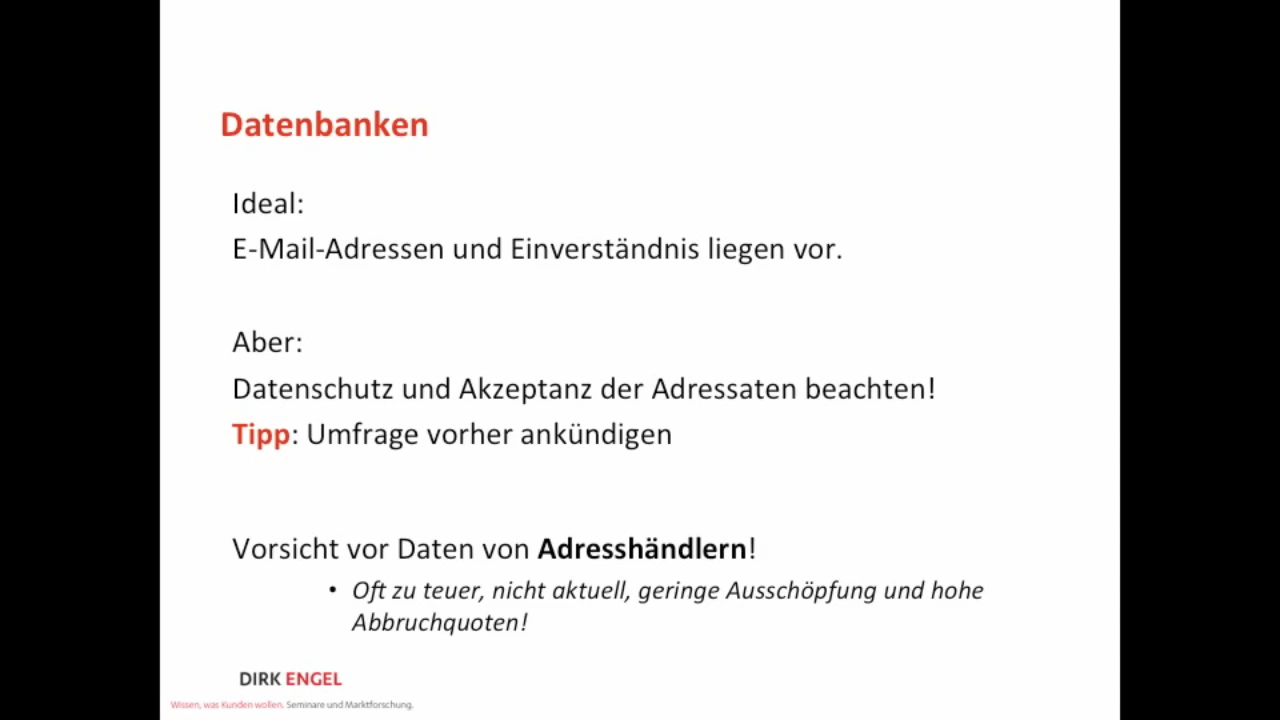 Datenbanken
Ideal:
E-Mail-Adressen und Einverständnis liegen vor.
Aber:
Datenschutz und Akzeptanz der Adressaten beachten!
Tipp: Umfrage vorher ankündigen
Vorsicht vor Daten von Adresshändlern!
• Oft zu teuer, nicht aktuell, geringe Ausschöpfung und hohe
Abbruchquoten!
DIRK ENGEL
Wissen, was Kunden wollen. Seminare und Marktforschung.